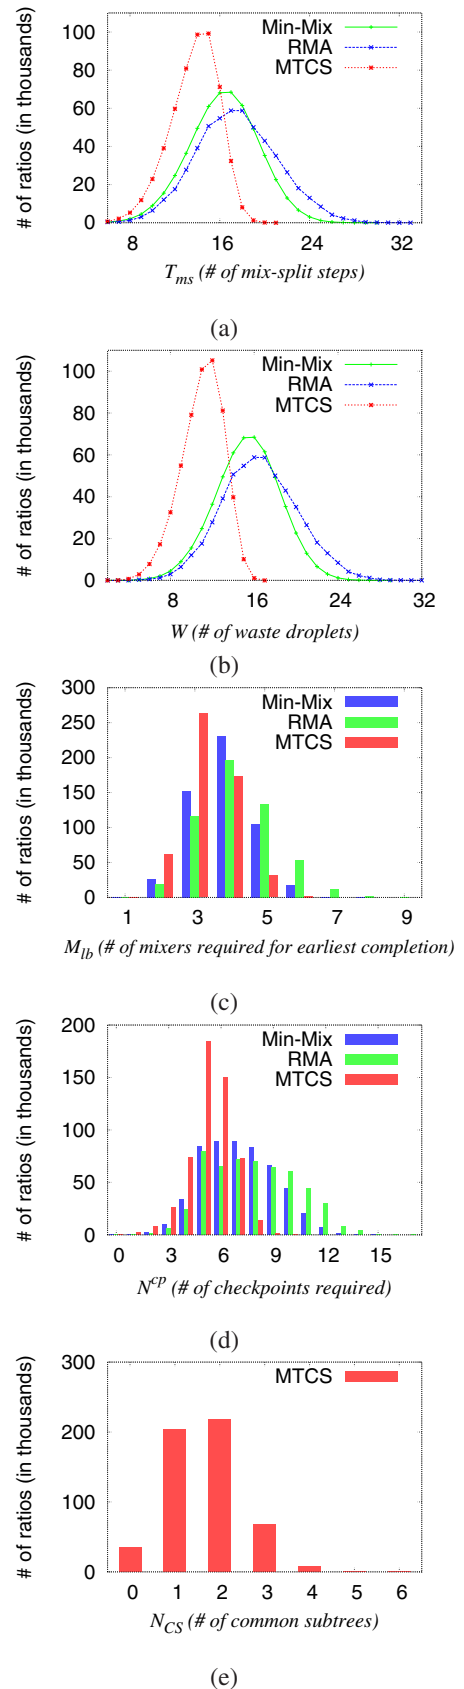 # of ratios (in thousands)
100
80
60
40
20
0
Min-Mix
RMA
MTCS
8 16 24 32
T_ms (# of mix-split steps)
(a)
# of ratios (in thousands)
100
80
60
40
20
0
Min-Mix
RMA
MTCS
8 16 24 32
W (# of waste droplets)
(b)
# of ratios (in thousands)
300
250
200
150
100
50
0
Min-Mix
RMA
MTCS
1 3 5 7 9
M_lb (# of mixers required for earliest completion)
(c)
# of ratios (in thousands)
200
150
100
50
0
Min-Mix
RMA
MTCS
0 3 6 9 12 15
N^cp (# of checkpoints required)
(d)
# of ratios (in thousands)
300
200
100
0
MTCS
0 1 2 3 4 5 6
N_CS (# of common subtrees)
(e)